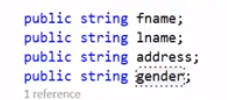 public string fname;
public string lname;
public string address;
public string gender;
1 reference